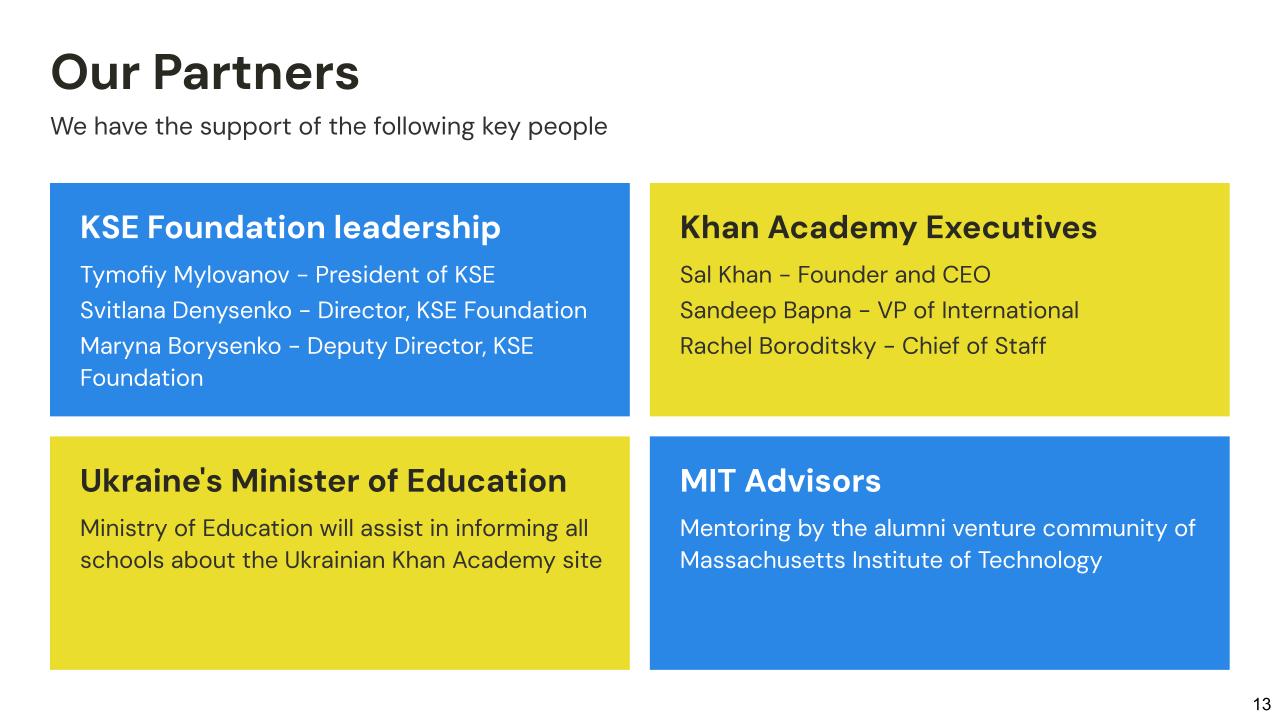 Our Partners
We have the support of the following key people
KSE Foundation leadership
Tymofiy Mylovanov - President of KSE
Svitlana Denysenko - Director, KSE Foundation
Maryna Borysenko - Deputy Director, KSE
Foundation
Khan Academy Executives
Sal Khan - Founder and CEO
Sandeep Bapna - VP of International
Rachel Boroditsky - Chief of Staff
Ukraine's Minister of Education
Ministry of Education will assist in informing all
schools about the Ukrainian Khan Academy site
MIT Advisors
Mentoring by the alumni venture community of
Massachusetts Institute of Technology
13